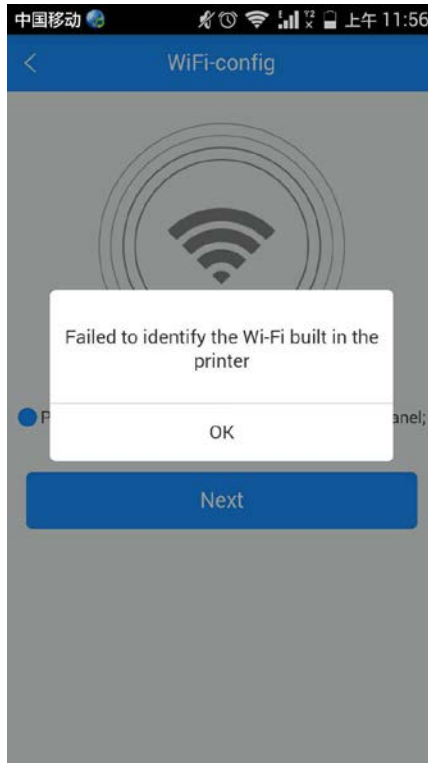 中国移动 上午 11:56
WiFi-config
Failed to identify the Wi-Fi built in the
printer
OK
P anel;
Next